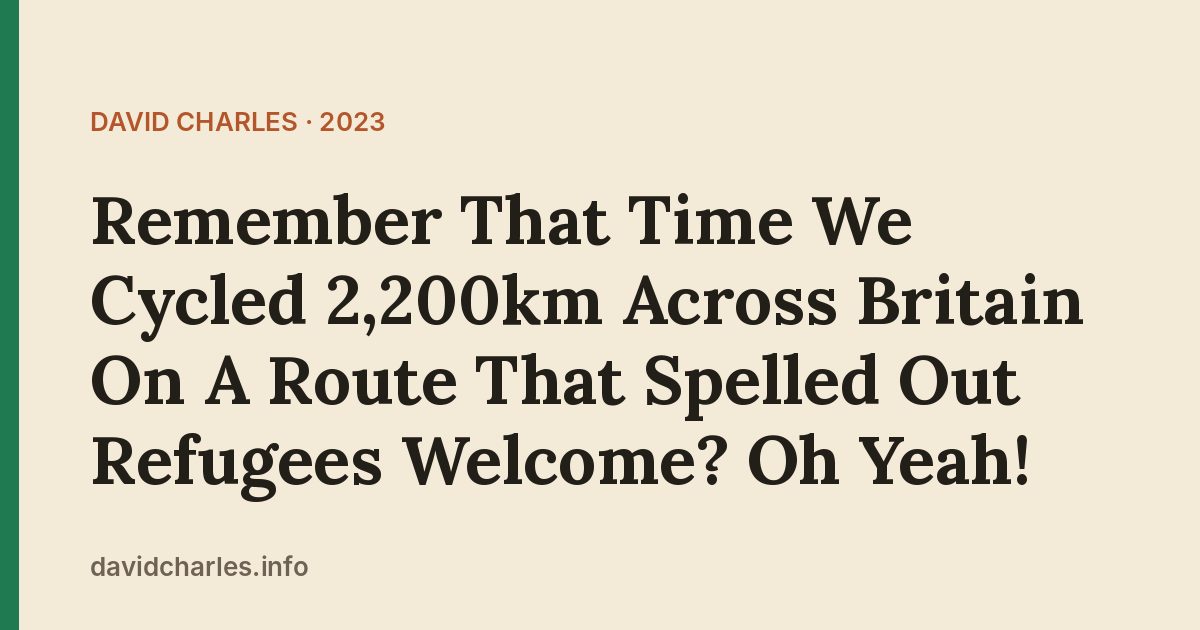 DAVID CHARLES · 2023
Remember That Time We
Cycled 2,200km Across Britain
On A Route That Spelled Out
Refugees Welcome? Oh Yeah!
davidcharles.info